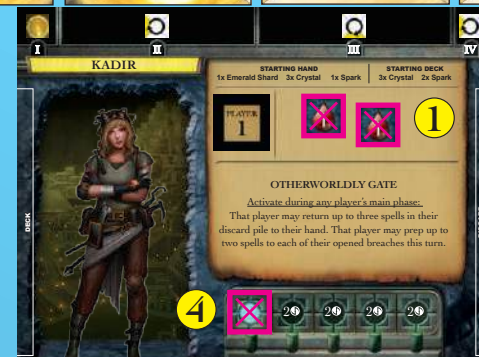 I II III IV
KADIR
STARTING HAND
1x Emerald Shard 3x Crystal 1x Spark
STARTING DECK
3x Crystal 2x Spark
PLAYER
1
1
OTHERWORLDLY GATE
Activate during any player's main phase:
That player may return up to three spells in their
discard pile to their hand. That player may prep up to
two spells to each of their opened breaches this turn.
DECK
4
2 2 2 2